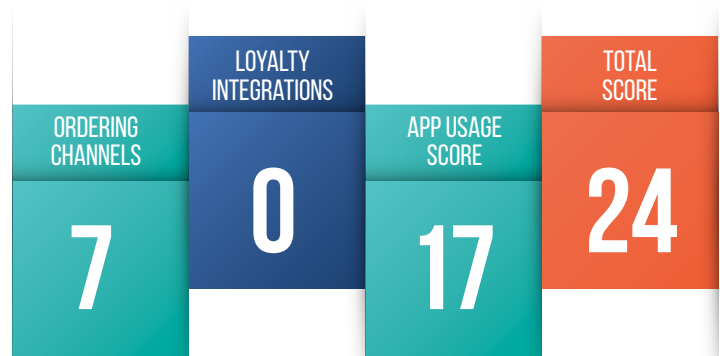 ORDERING
CHANNELS
7
LOYALTY
INTEGRATIONS
0
APP USAGE
SCORE
17
TOTAL
SCORE
24